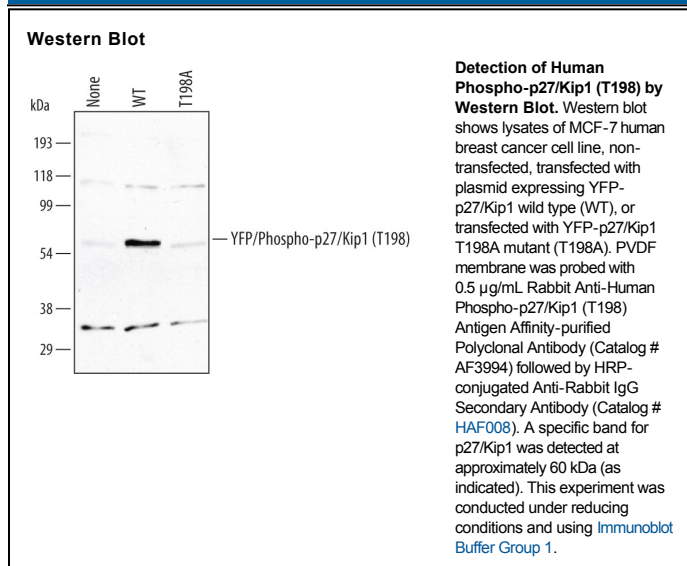 Western Blot
kDa
None
WT
T198A
193
118
99
54
38
29
YFP/Phospho-p27/Kip1 (T198)
Detection of Human
Phospho-p27/Kip1 (T198) by
Western Blot. Western blot
shows lysates of MCF-7 human
breast cancer cell line, non-
transfected, transfected with
plasmid expressing YFP-
p27/Kip1 wild type (WT), or
transfected with YFP-p27/Kip1
T198A mutant (T198A). PVDF
membrane was probed with
0.5 µg/mL Rabbit Anti-Human
Phospho-p27/Kip1 (T198)
Antigen Affinity-purified
Polyclonal Antibody (Catalog #
AF3994) followed by HRP-
conjugated Anti-Rabbit IgG
Secondary Antibody (Catalog #
HAF008). A specific band for
p27/Kip1 was detected at
approximately 60 kDa (as
indicated). This experiment was
conducted under reducing
conditions and using Immunoblot
Buffer Group 1.